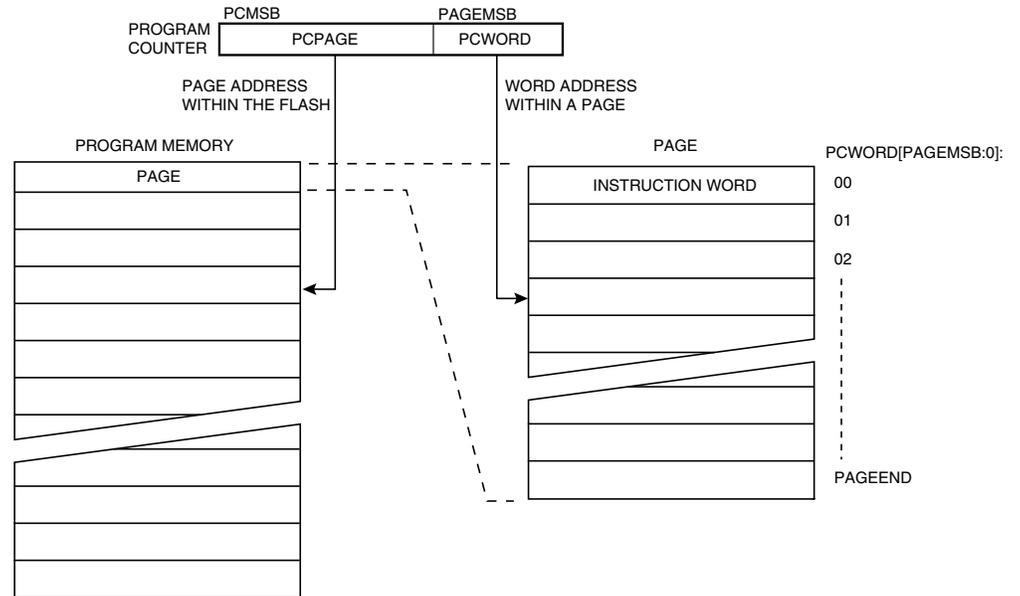 PCMSB
PAGEMSB
PROGRAM
COUNTER
PCPAGE
PCWORD
PAGE ADDRESS
WITHIN THE FLASH
WORD ADDRESS
WITHIN A PAGE
PROGRAM MEMORY
PAGE
PAGE
INSTRUCTION WORD
PCWORD[PAGEMSB:0]:
00
01
02
PAGEEND